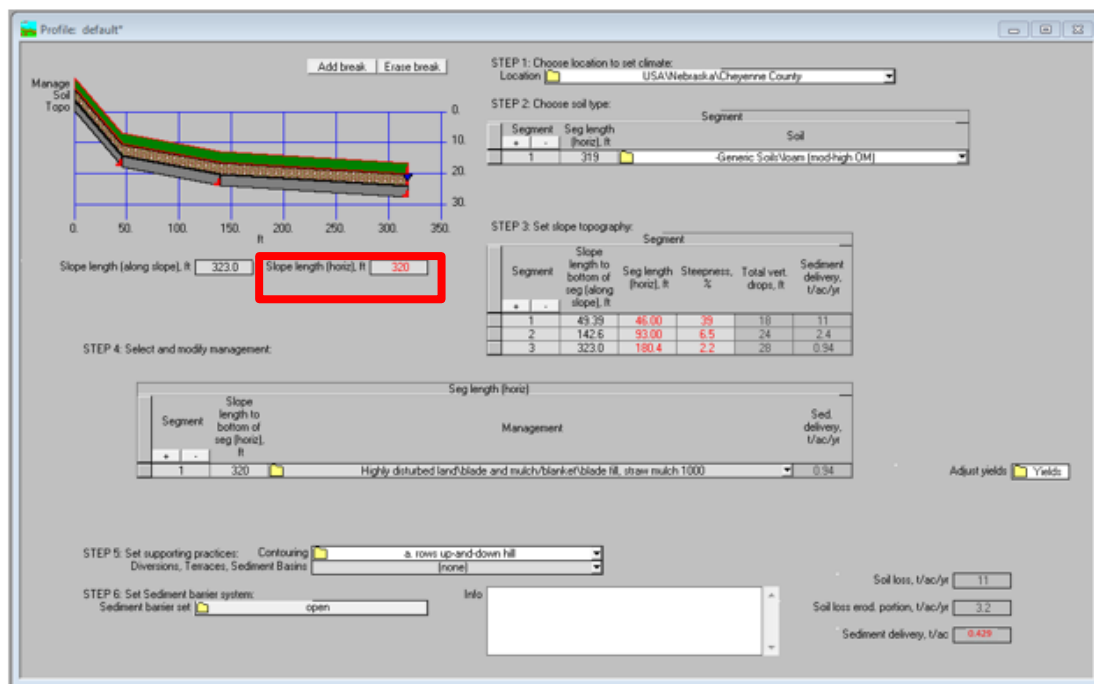 Profile: default*
Add break Erase break
Manage
Soil
Topo
0.
10.
20.
30.
0. 50. 100. 150. 200. 250. 300. 350.
ft
Slope length (along slope), ft 323.0 Slope length (horiz), ft 320
STEP 1: Choose location to set climate:
Location USA\Nebraska\Cheyenne County
STEP 2: Choose soil type:
Segment
Segment Seg length (horiz), ft Soil
+ -
1 319 -Generic Soils\loam (mod-high OM)
STEP 3: Set slope topography:
Segment
Segment Slope length to bottom of seg (along slope), ft Seg length (horiz), ft Steepness, % Total vert. drops, ft Sediment delivery, t/ac/yr
+ -
1 49.39 46.00 39 18 11
2 142.6 93.00 6.5 24 2.4
3 323.0 180.4 2.2 28 0.94
STEP 4: Select and modify management:
Seg length (horiz)
Segment Slope length to bottom of seg (horiz), ft Management Sed. delivery, t/ac/yr
+ -
1 320 Highly disturbed land\blade and mulch/blanket\blade fill, straw mulch 1000 0.94
Adjust yields Yields
STEP 5: Set supporting practices: Contouring a. rows up-and-down hill
Diversions, Terraces, Sediment Basins (none)
STEP 6: Set Sediment barrier system:
Sediment barrier set open
Info
Soil loss, t/ac/yr 11
Soil loss erod. portion, t/ac/yr 3.2
Sediment delivery, t/ac 0.429